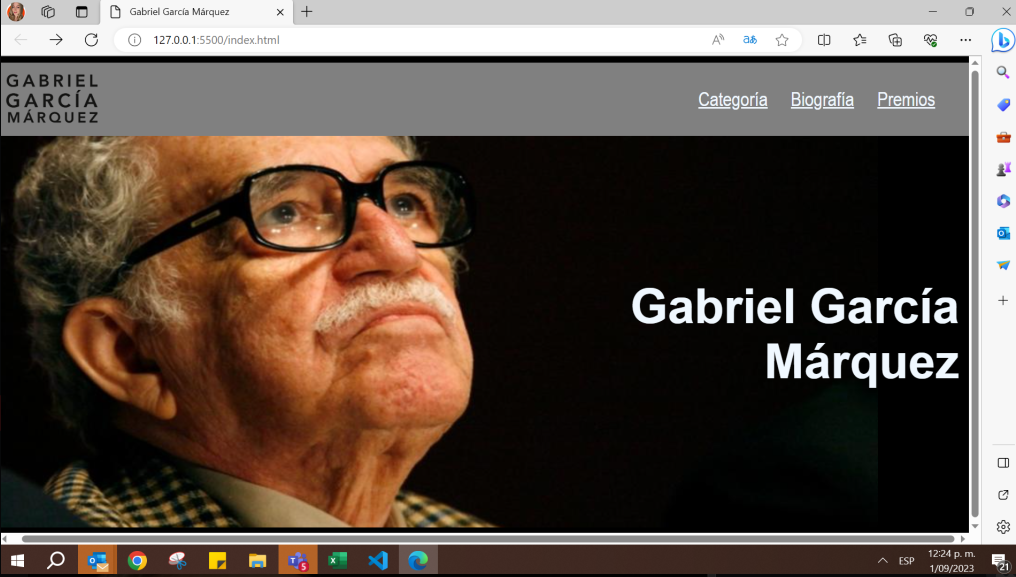 Gabriel García Márquez
127.0.0.1:5500/index.html
GABRIEL
GARCÍA
MÁRQUEZ
Categoría Biografía Premios
Gabriel García
Márquez
ESP
12:24 p. m.
1/09/2023
5
21